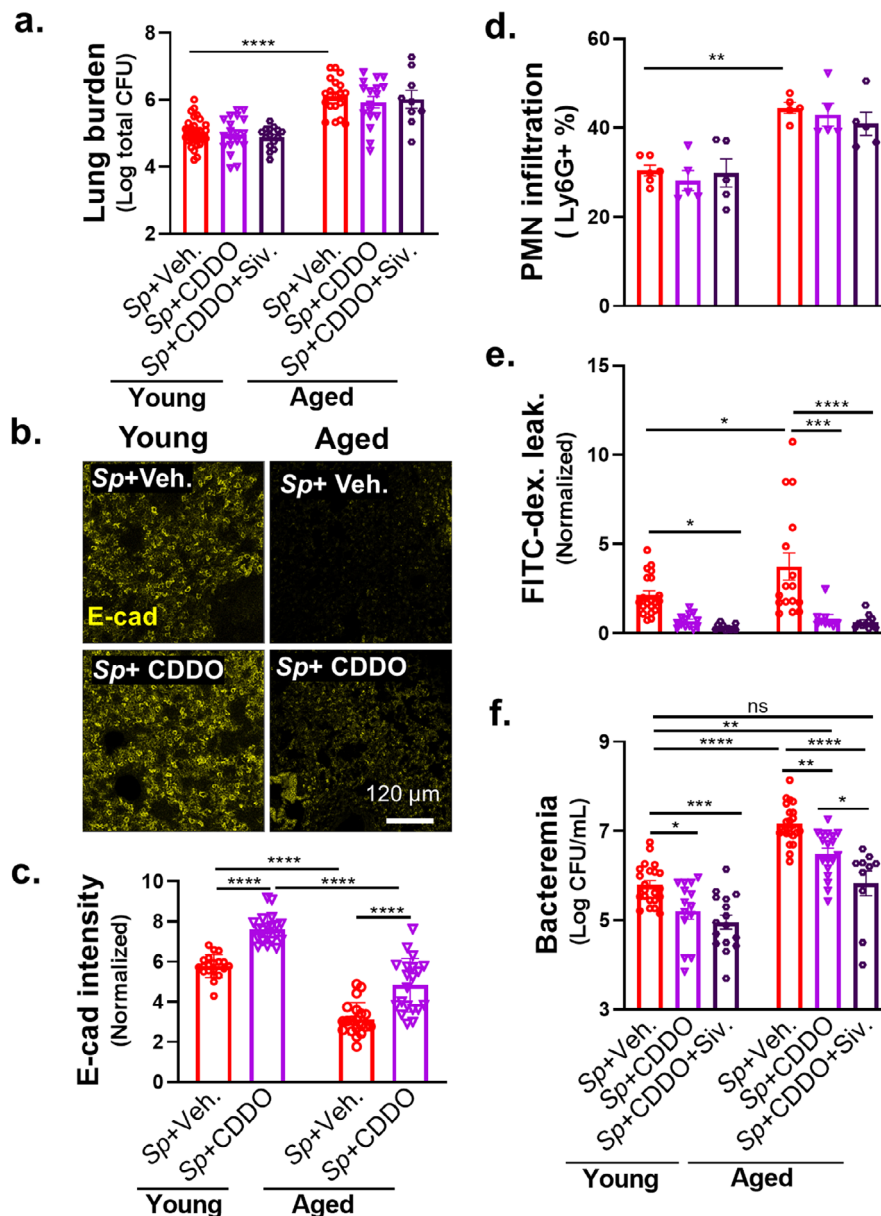 a.
Lung burden
(Log total CFU)
8
6
4
2
****
Sp+Veh.
Sp+CDDO
Sp+CDDO+Siv.
Sp+Veh.
Sp+CDDO
Sp+CDDO+Siv.
Young
Aged
b.
Young
Aged
Sp+Veh.
Sp+ Veh.
E-cad
Sp+ CDDO
Sp+ CDDO
120 µm
c.
E-cad intensity
(Normalized)
10
8
6
4
2
0
****
****
****
****
Sp+Veh.
Sp+CDDO
Sp+Veh.
Sp+CDDO
Young
Aged
d.
PMN infiltration
( Ly6G+ %)
60
40
20
0
**
e.
FITC-dex. leak.
(Normalized)
15
10
5
0
*
*
****
***
f.
Bacteremia
(Log CFU/mL)
9
7
5
3
ns
**
****
****
**
***
*
*
Sp+Veh.
Sp+CDDO
Sp+CDDO+Siv.
Sp+Veh.
Sp+CDDO
Sp+CDDO+Siv.
Young
Aged